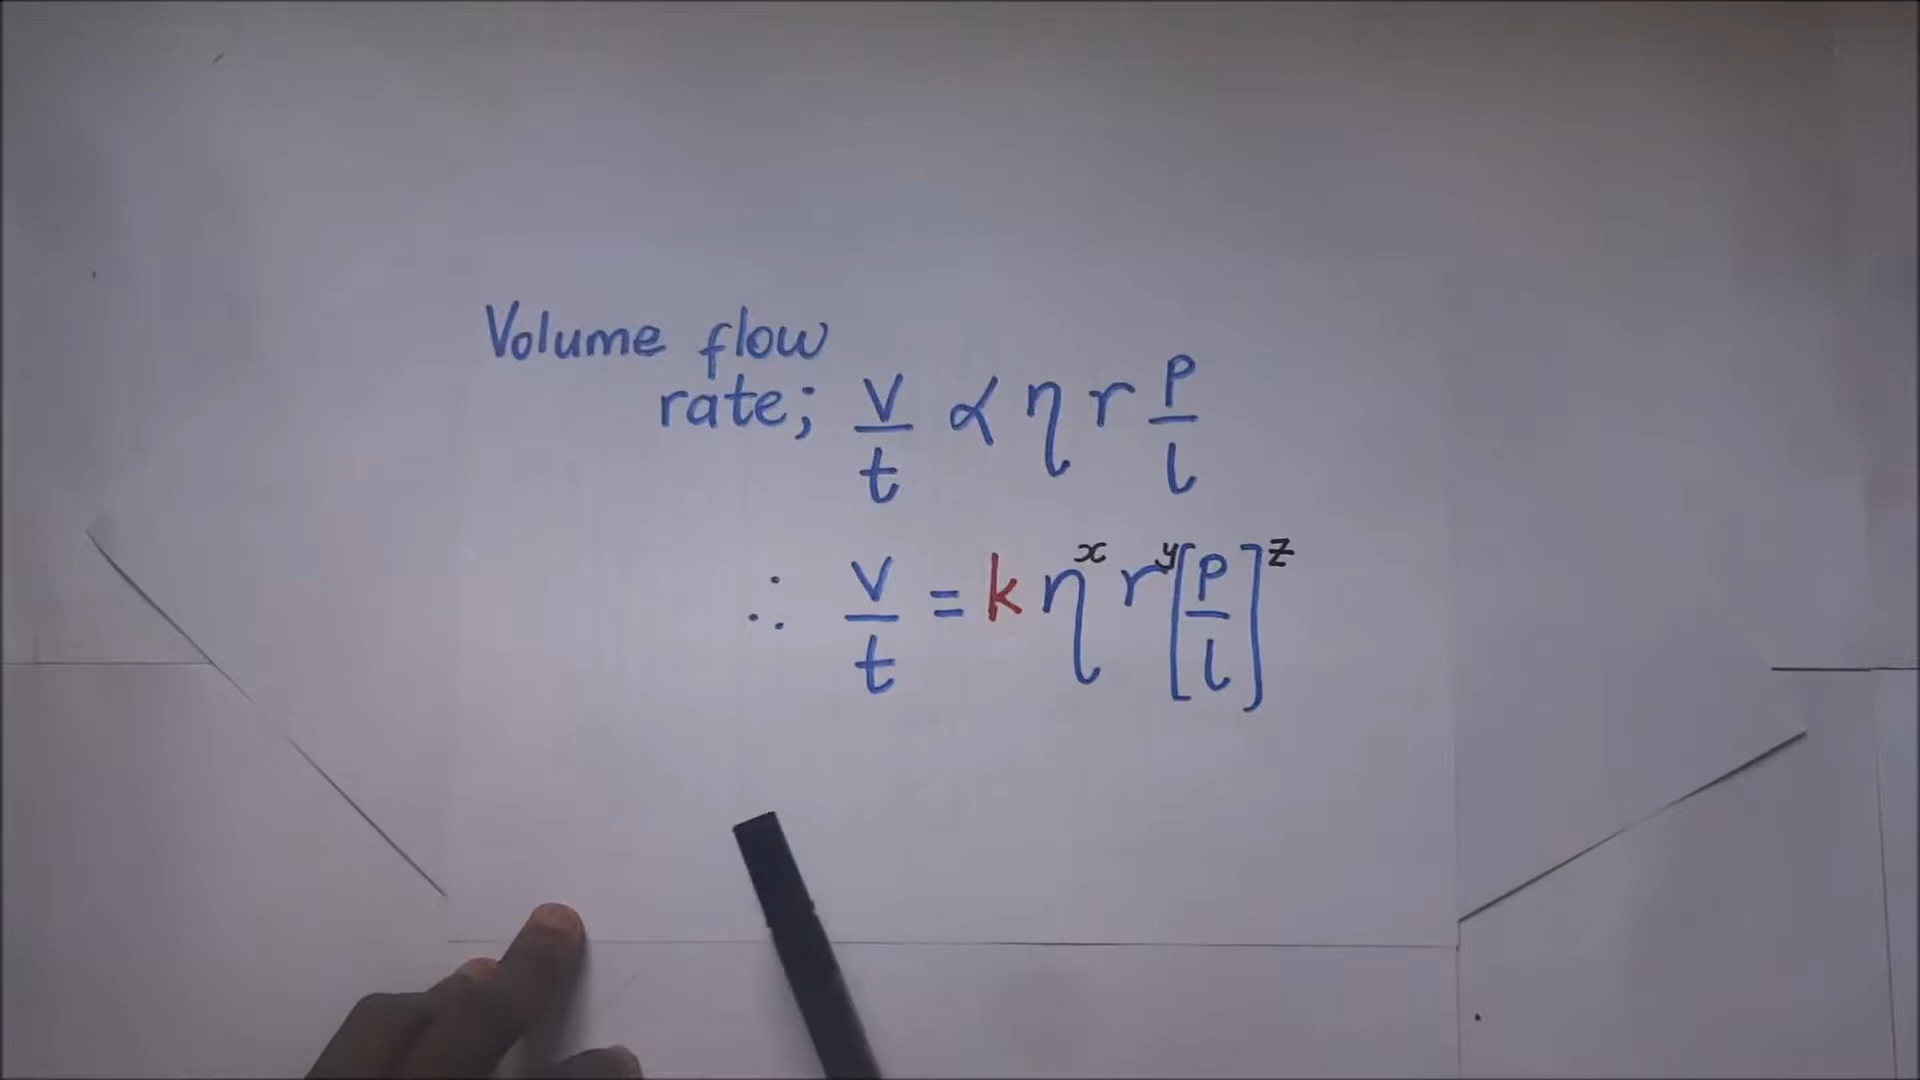 Volume flow
rate; V/t ∝ η r P/l
∴ V/t = k η^x r^y [P/l]^z